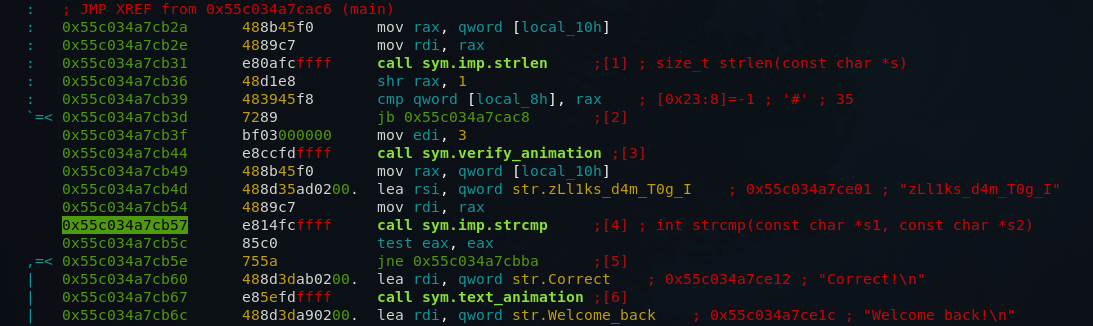 : ; JMP XREF from 0x55c034a7cac6 (main)
: 0x55c034a7cb2a 488b45f0 mov rax, qword [local_10h]
: 0x55c034a7cb2e 4889c7 mov rdi, rax
: 0x55c034a7cb31 e80afcffff call sym.imp.strlen ;[1] ; size_t strlen(const char *s)
: 0x55c034a7cb36 48d1e8 shr rax, 1
: 0x55c034a7cb39 483945f8 cmp qword [local_8h], rax ; [0x23:8]=-1 ; '#' ; 35
`=< 0x55c034a7cb3d 7289 jb 0x55c034a7cac8 ;[2]
0x55c034a7cb3f bf03000000 mov edi, 3
0x55c034a7cb44 e8ccfdffff call sym.verify_animation ;[3]
0x55c034a7cb49 488b45f0 mov rax, qword [local_10h]
0x55c034a7cb4d 488d35ad0200. lea rsi, qword str.zLl1ks_d4m_T0g_I ; 0x55c034a7ce01 ; "zLl1ks_d4m_T0g_I"
0x55c034a7cb54 4889c7 mov rdi, rax
0x55c034a7cb57 e814fcffff call sym.imp.strcmp ;[4] ; int strcmp(const char *s1, const char *s2)
0x55c034a7cb5c 85c0 test eax, eax
,=< 0x55c034a7cb5e 755a jne 0x55c034a7cbba ;[5]
| 0x55c034a7cb60 488d3dab0200. lea rdi, qword str.Correct ; 0x55c034a7ce12 ; "Correct!\n"
| 0x55c034a7cb67 e85efdffff call sym.text_animation ;[6]
| 0x55c034a7cb6c 488d3da90200. lea rdi, qword str.Welcome_back ; 0x55c034a7ce1c ; "Welcome back!\n"